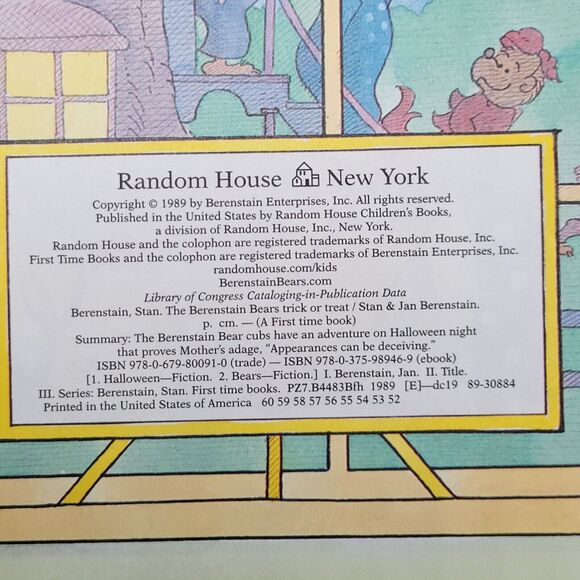 Random House New York
Copyright © 1989 by Berenstain Enterprises, Inc. All rights reserved.
Published in the United States by Random House Children's Books,
a division of Random House, Inc., New York.
Random House and the colophon are registered trademarks of Random House, Inc.
First Time Books and the colophon are registered trademarks of Berenstain Enterprises, Inc.
randomhouse.com/kids
BerenstainBears.com
Library of Congress Cataloging-in-Publication Data
Berenstain, Stan. The Berenstain Bears trick or treat / Stan & Jan Berenstain.
p. cm. — (A First time book)
Summary: The Berenstain Bear cubs have an adventure on Halloween night
that proves Mother's adage, “Appearances can be deceiving.”
ISBN 978-0-679-80091-0 (trade) — ISBN 978-0-375-98946-9 (ebook)
[1. Halloween—Fiction. 2. Bears—Fiction.] I. Berenstain, Jan. II. Title.
III. Series: Berenstain, Stan. First time books. PZ7.B4483Bfh 1989 [E]—dc19 89-30884
Printed in the United States of America 60 59 58 57 56 55 54 53 52